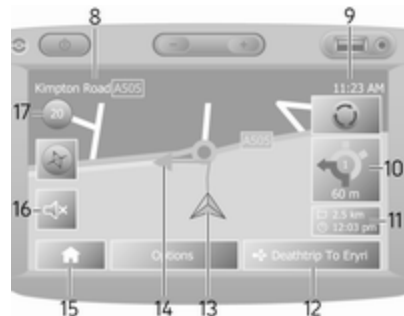 8
9
Kimpton Road A505
11:23 AM
17
20
A505
1
10
60 m
2.5 km
11
12:03 pm
16
Options
Deathtrip To Eryri
15
14
13
12